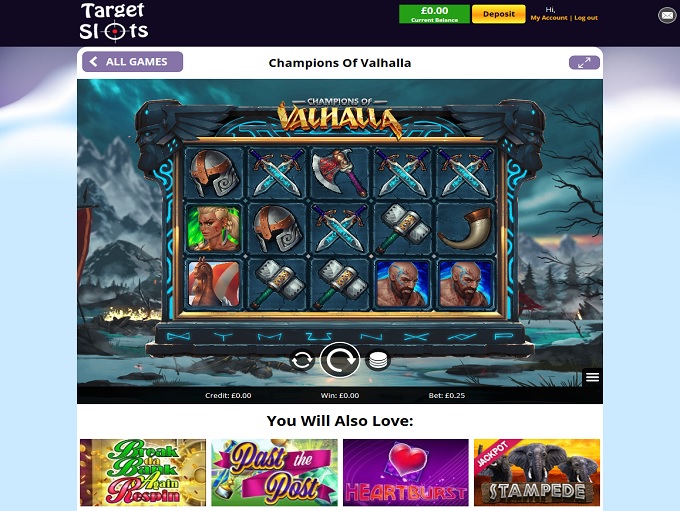 Target
Slots
£0.00
Current Balance
Deposit
Hi,
My Account | Log out
ALL GAMES
Champions Of Valhalla
CHAMPIONS OF
VALHALLA
Credit: £0.00
Win: £0.00
Bet: £0.25
You Will Also Love:
Break
da
Bank
Again
Respin
Past the
Post
HEARTBURST
JACKPOT
STAMPEDE